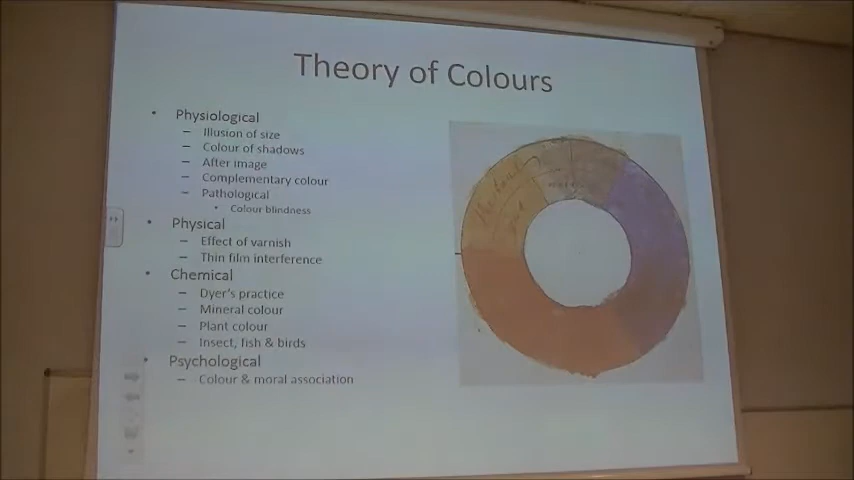 Theory of Colours
• Physiological
– Illusion of size
– Colour of shadows
– After image
– Complementary colour
– Pathological
• Colour blindness
• Physical
– Effect of varnish
– Thin film interference
• Chemical
– Dyer's practice
– Mineral colour
– Plant colour
– Insect, fish & birds
• Psychological
– Colour & moral association